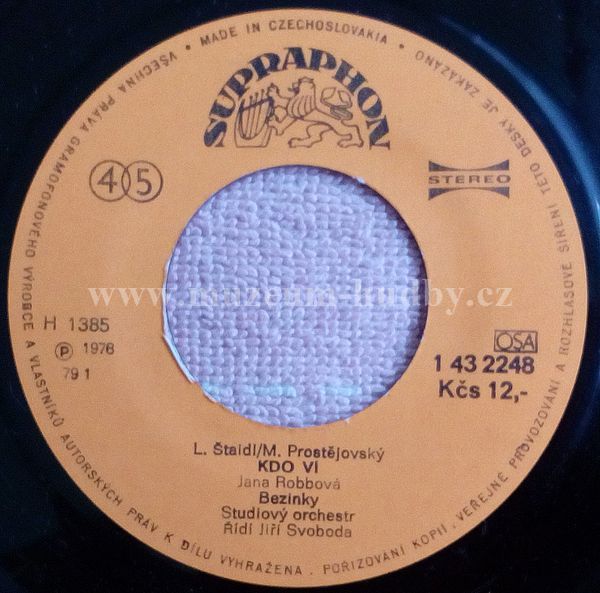 VŠECHNA PRÁVA GRAMOFONOVÉHO VÝROBCE A VLASTNÍKŮ AUTORSKÝCH PRÁV K DÍLU VYHRAŽENA. POŘIZOVÁNÍ KOPIÍ, VEŘEJNÉ PROVOZOVÁNÍ A ROZHLASOVÉ ŠÍŘENÍ TÉTO DESKY JE ZAKÁZÁNO
• MADE IN CZECHOSLOVAKIA •
SUPRAPHON
45
STEREO
www.muzeum-hudby.cz
H 1385
Ⓟ 1978
79 1
OSA
1 43 2248
Kčs 12,-
L. Štaidl/M. Prostějovský
KDO VÍ
Jana Robbová
Bezinky
Studiový orchestr
Řídí Jiří Svoboda